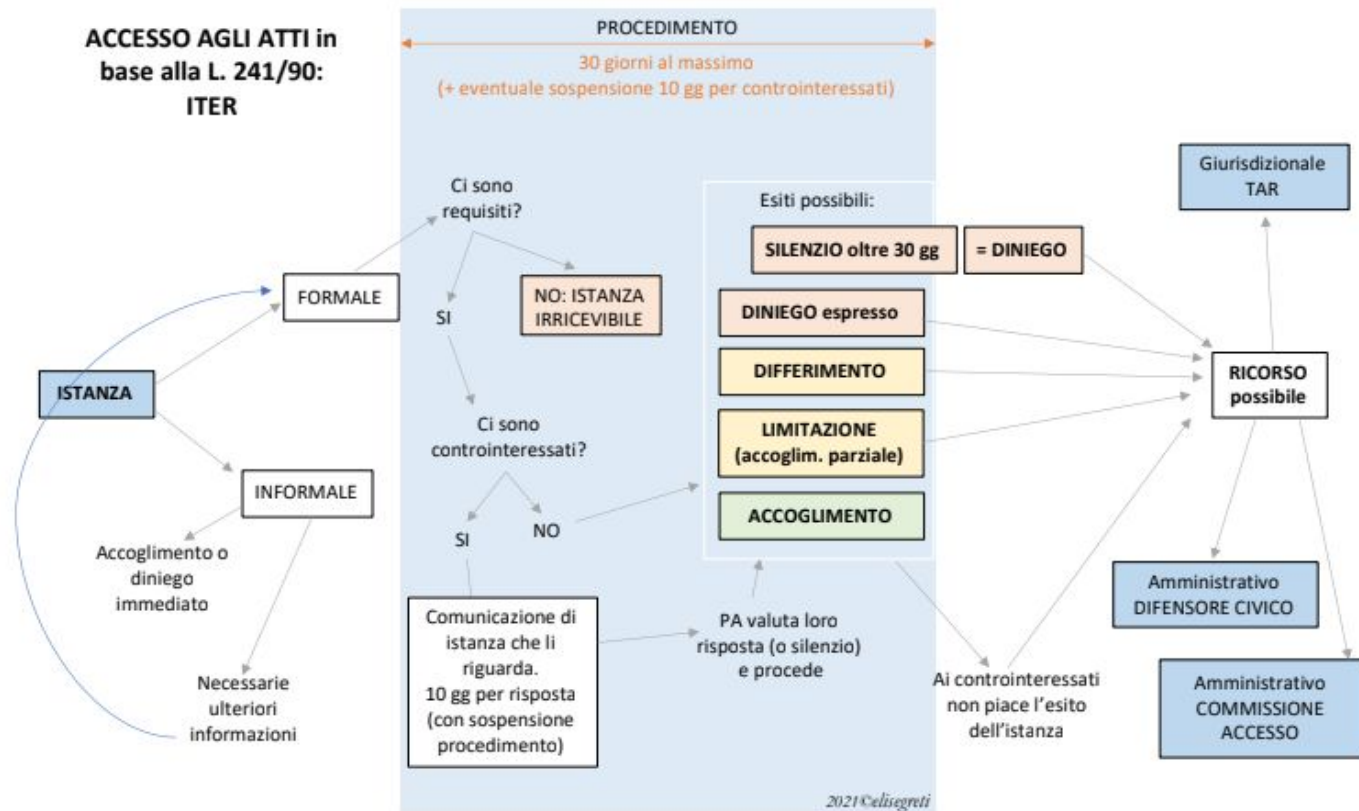 ACCESSO AGLI ATTI in
base alla L. 241/90:
ITER
PROCEDIMENTO
30 giorni al massimo
(+ eventuale sospensione 10 gg per controinteressati)
ISTANZA
FORMALE
INFORMALE
Accoglimento o
diniego
immediato
Necessarie
ulteriori
informazioni
Ci sono
requisiti?
SI
NO: ISTANZA
IRRICEVIBILE
Ci sono
controinteressati?
SI
NO
Comunicazione di
istanza che li
riguarda.
10 gg per risposta
(con sospensione
procedimento)
PA valuta loro
risposta (o silenzio)
e procede
Esiti possibili:
SILENZIO oltre 30 gg
= DINIEGO
DINIEGO espresso
DIFFERIMENTO
LIMITAZIONE
(accoglim. parziale)
ACCOGLIMENTO
Ai controinteressati
non piace l'esito
dell'istanza
RICORSO
possibile
Giurisdizionale
TAR
Amministrativo
DIFENSORE CIVICO
Amministrativo
COMMISSIONE
ACCESSO
2021©elisegreti